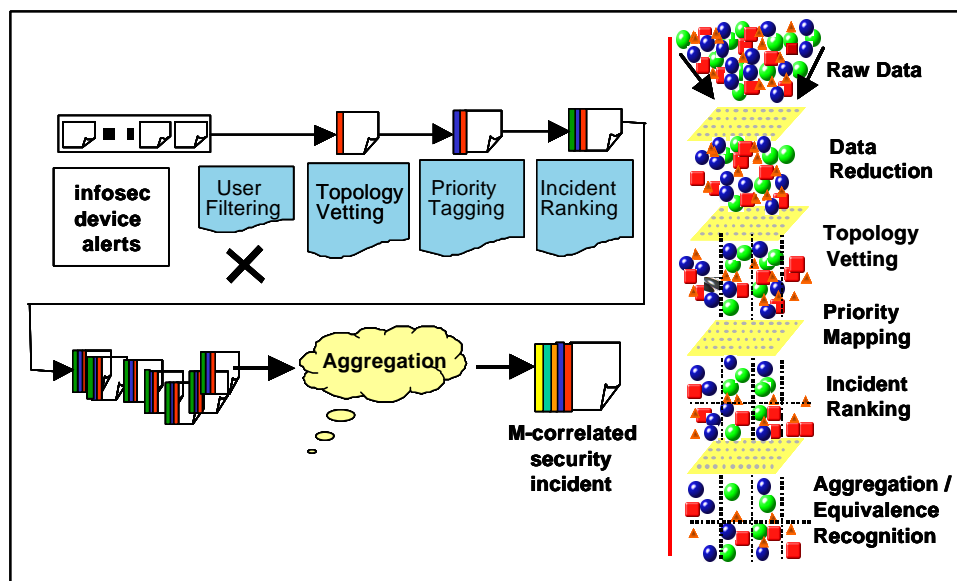 infosec
device
alerts
User
Filtering
Topology
Vetting
Priority
Tagging
Incident
Ranking
Aggregation
M-correlated
security
incident
Raw Data
Data
Reduction
Topology
Vetting
Priority
Mapping
Incident
Ranking
Aggregation /
Equivalence
Recognition